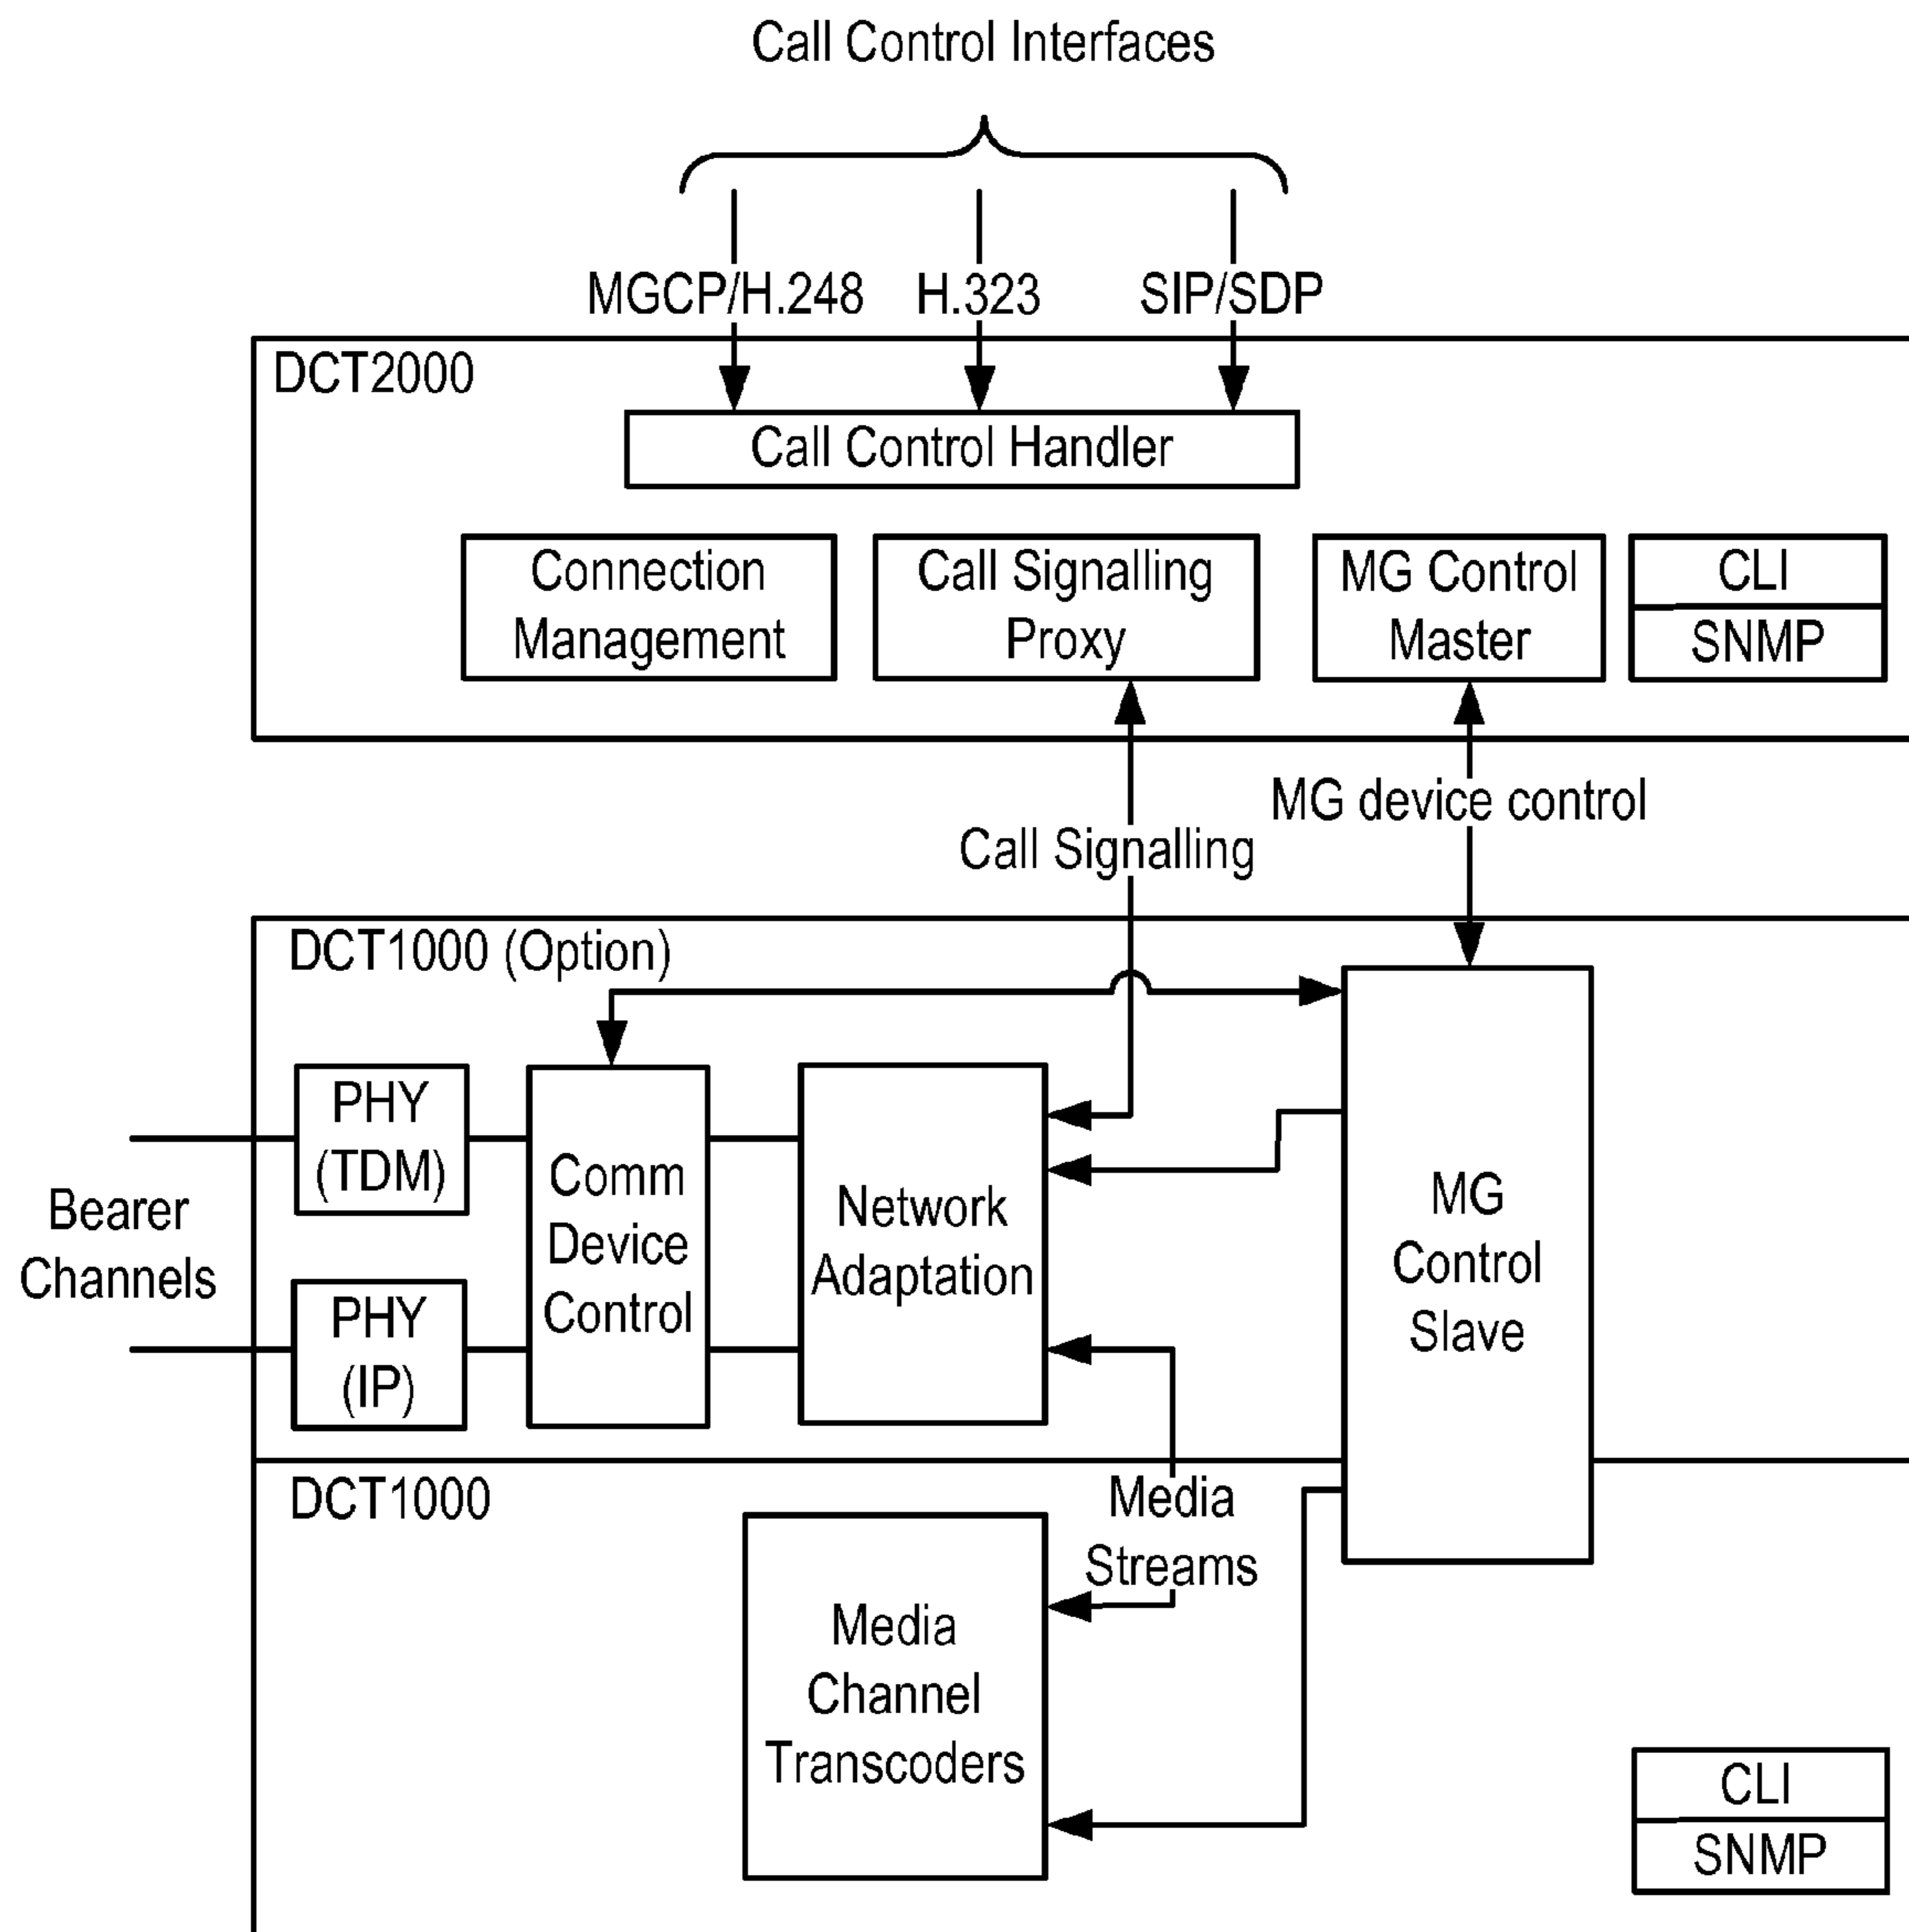 Call Control Interfaces
MGCP/H.248
H.323
SIP/SDP
DCT2000
Call Control Handler
Connection
Management
Call Signalling
Proxy
MG Control
Master
CLI
SNMP
MG device control
Call Signalling
DCT1000 (Option)
PHY
(TDM)
Bearer
Channels
PHY
(IP)
Comm
Device
Control
Network
Adaptation
MG
Control
Slave
DCT1000
Media
Streams
Media
Channel
Transcoders
CLI
SNMP